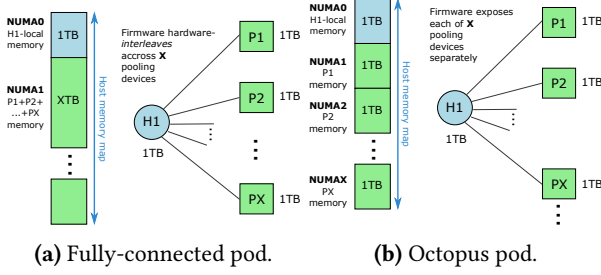 NUMA0
H1-local
memory
1TB
NUMA1
P1+P2+
...+PX
memory
XTB
Host memory map
Firmware hardware-
interleaves
accross X
pooling
devices
H1
1TB
...
P1
1TB
P2
1TB
PX
1TB
(a) Fully-connected pod.
NUMA0
H1-local
memory
1TB
NUMA1
P1
memory
1TB
NUMA2
P2
memory
1TB
NUMAX
PX
memory
1TB
Host memory map
Firmware exposes
each of X
pooling
devices
separately
H1
1TB
...
P1
1TB
P2
1TB
PX
1TB
(b) Octopus pod.